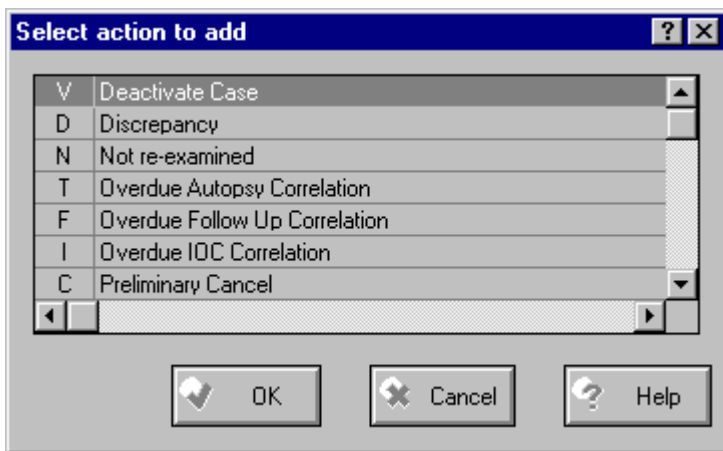 Select action to add
V Deactivate Case
D Discrepancy
N Not re-examined
T Overdue Autopsy Correlation
F Overdue Follow Up Correlation
I Overdue IOC Correlation
C Preliminary Cancel
OK Cancel Help